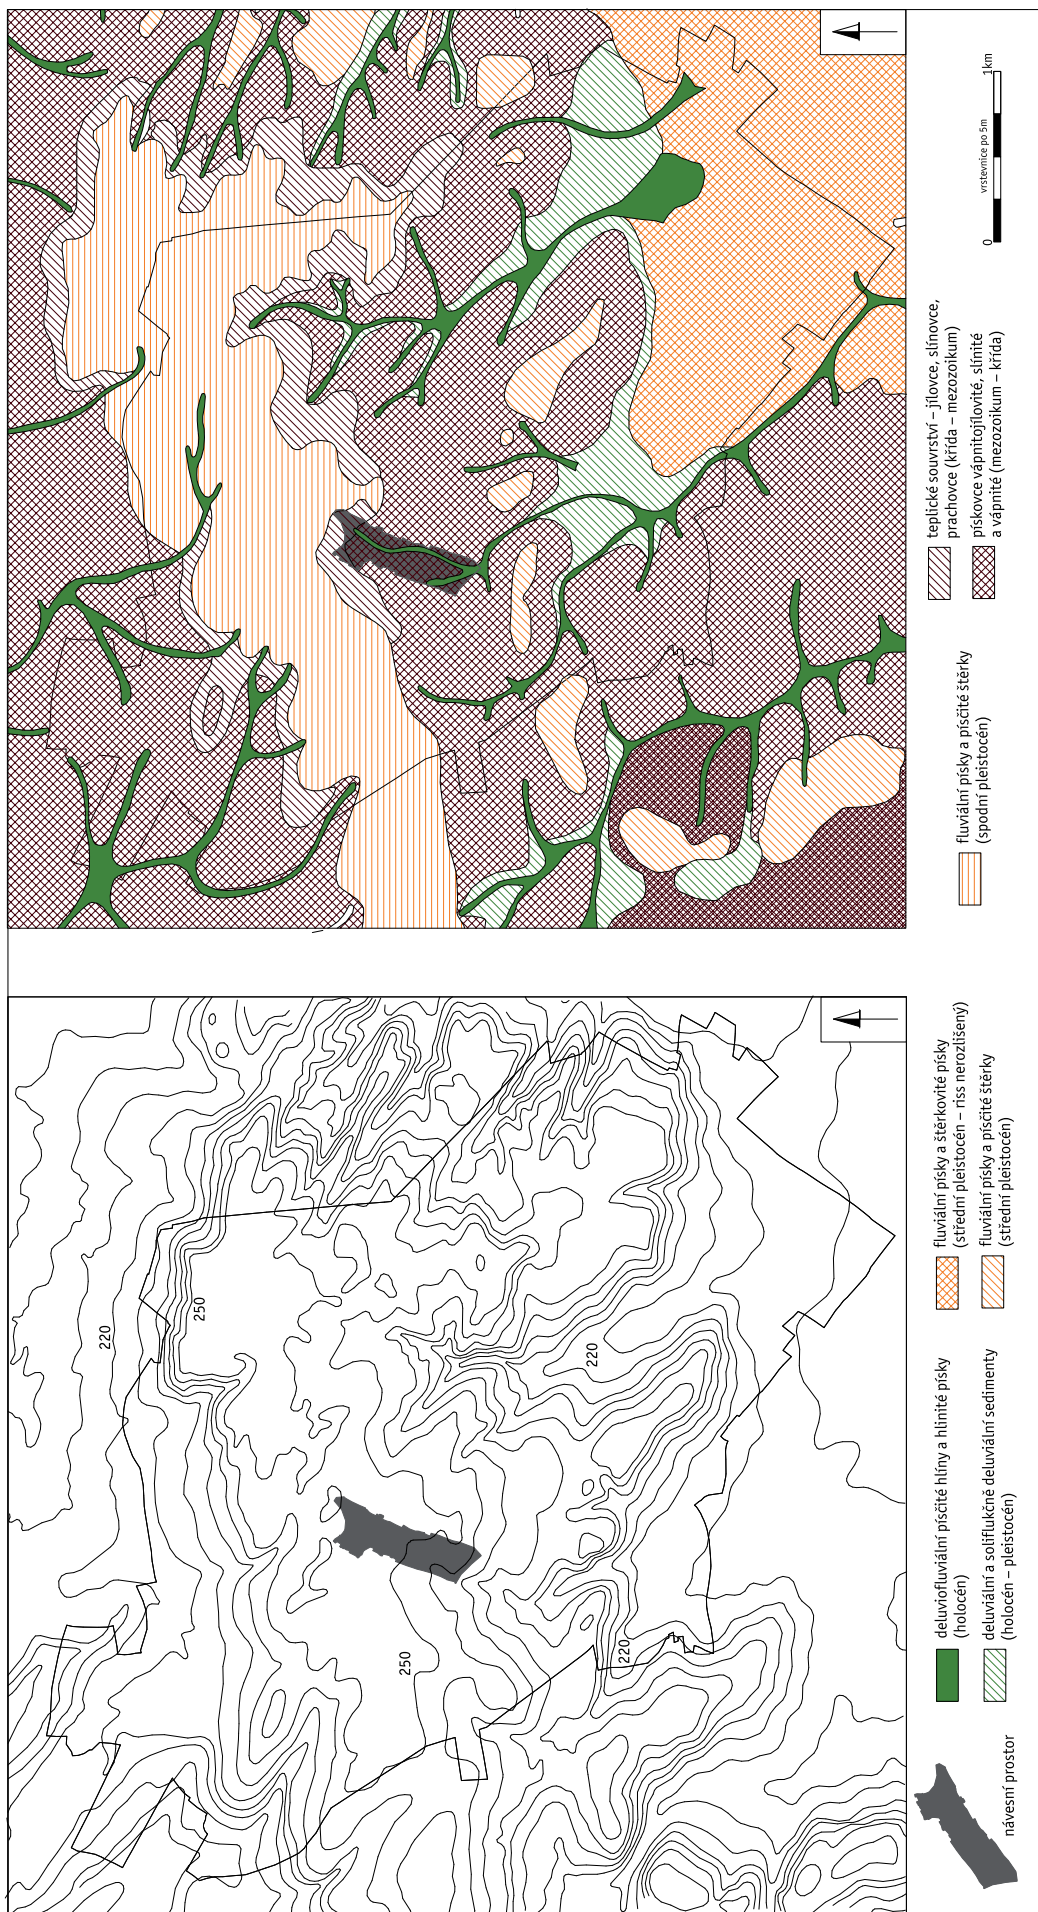 220
250
220
250
220
návesní prostor
deluviofluviální písčité hlíny a hlinité písky
(holocén)
deluviální a soliflukčné deluviální sedimenty
(holocén – pleistocén)
fluviální písky a štěrkovité písky
(střední pleistocén – riss nerozlišený)
fluviální písky a písčité štěrky
(střední pleistocén)
fluviální písky a písčité štěrky
(spodní pleistocén)
teplické souvrství – jílovce, slínovce,
prachovce (křída – mezozoikum)
pískovce vápnitojílovité, slínité
a vápnité (mezozoikum – křída)
0
vrstevnice po 5m
1km